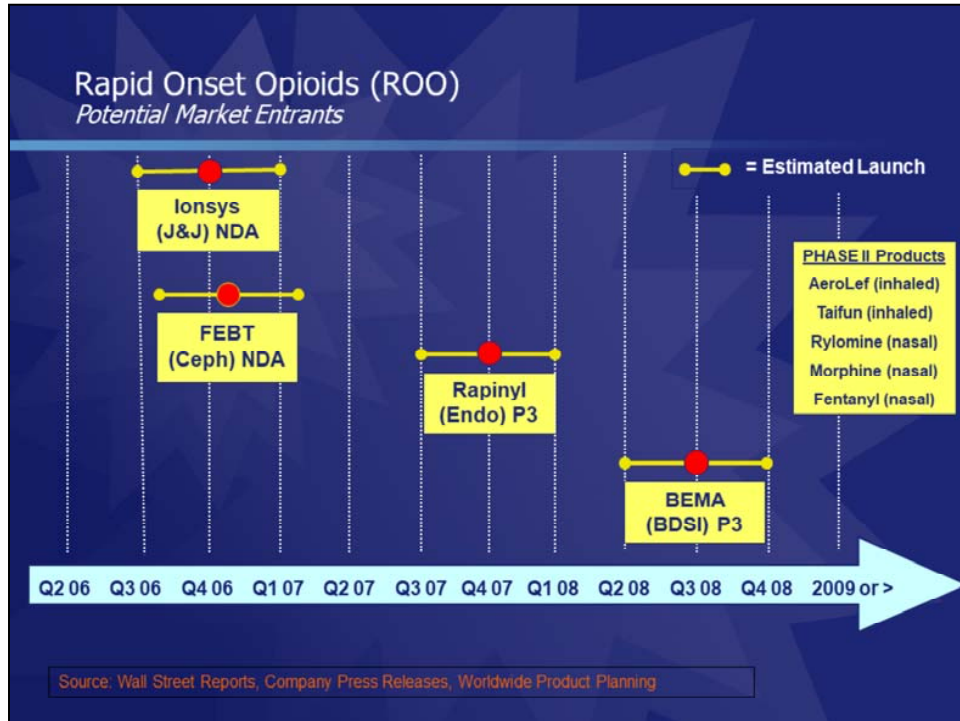 Rapid Onset Opioids (ROO)
Potential Market Entrants
= Estimated Launch
Ionsys
(J&J) NDA
FEBT
(Ceph) NDA
Rapinyl
(Endo) P3
BEMA
(BDSI) P3
PHASE II Products
AeroLef (inhaled)
Taifun (inhaled)
Rylomine (nasal)
Morphine (nasal)
Fentanyl (nasal)
Q2 06 Q3 06 Q4 06 Q1 07 Q2 07 Q3 07 Q4 07 Q1 08 Q2 08 Q3 08 Q4 08 2009 or >
Source: Wall Street Reports, Company Press Releases, Worldwide Product Planning